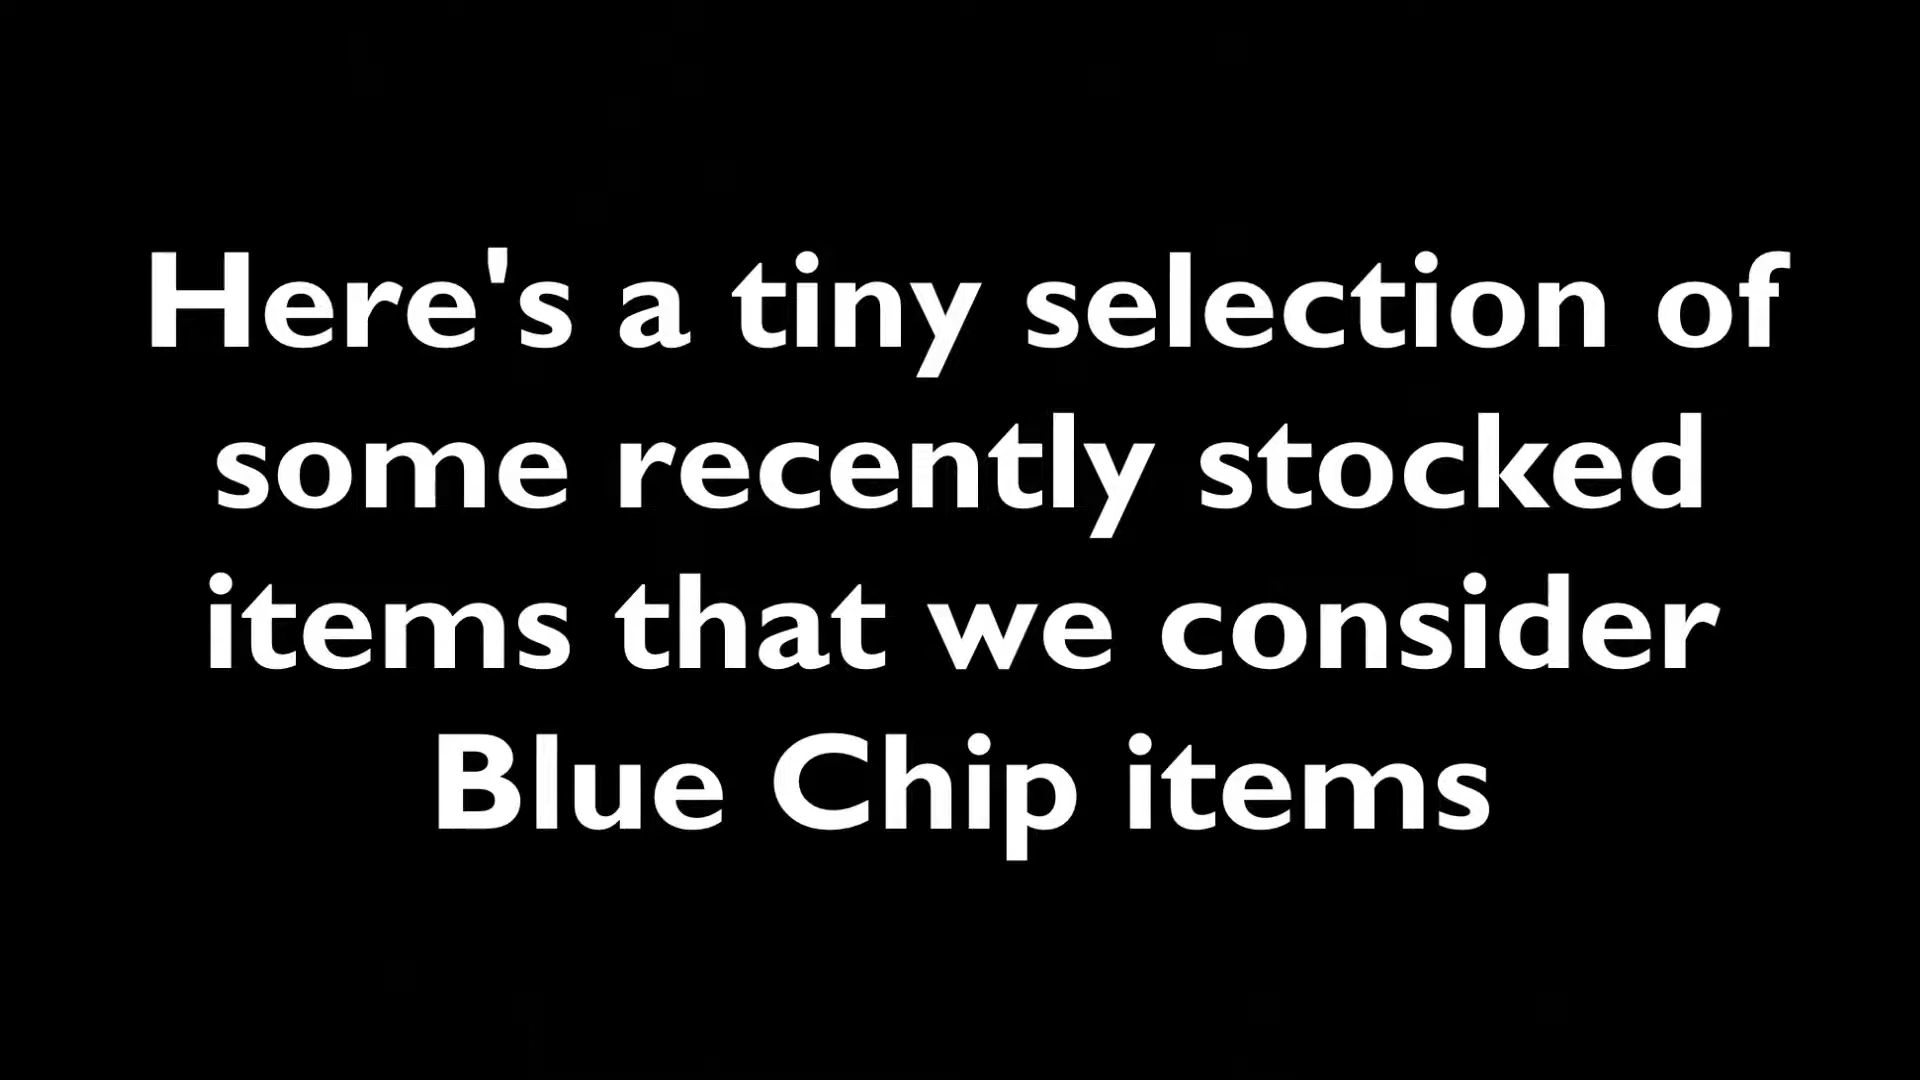 Here's a tiny selection of
some recently stocked
items that we consider
Blue Chip items